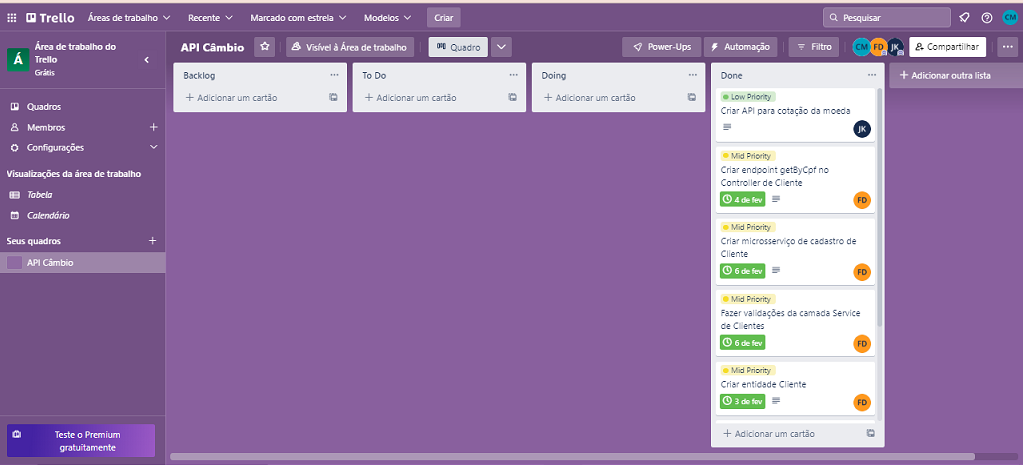 Trello
Áreas de trabalho
Recente
Marcado com estrela
Modelos
Criar
Pesquisar
CM
Á
Área de trabalho do
Trello
Grátis
API Câmbio
Visível à Área de trabalho
Quadro
Power-Ups
Automação
Filtro
CM
FD
JK
Compartilhar
Quadros
Membros
Configurações
Visualizações da área de trabalho
Tabela
Calendário
Seus quadros
API Câmbio
Teste o Premium
gratuitamente
Backlog
Adicionar um cartão
To Do
Adicionar um cartão
Doing
Adicionar um cartão
Done
Low Priority
Criar API para cotação da moeda
JK
Mid Priority
Criar endpoint getByCpf no
Controller de Cliente
4 de fev
FD
Mid Priority
Criar microsserviço de cadastro de
Cliente
6 de fev
FD
Mid Priority
Fazer validações da camada Service
de Clientes
6 de fev
FD
Mid Priority
Criar entidade Cliente
3 de fev
FD
Adicionar um cartão
Adicionar outra lista